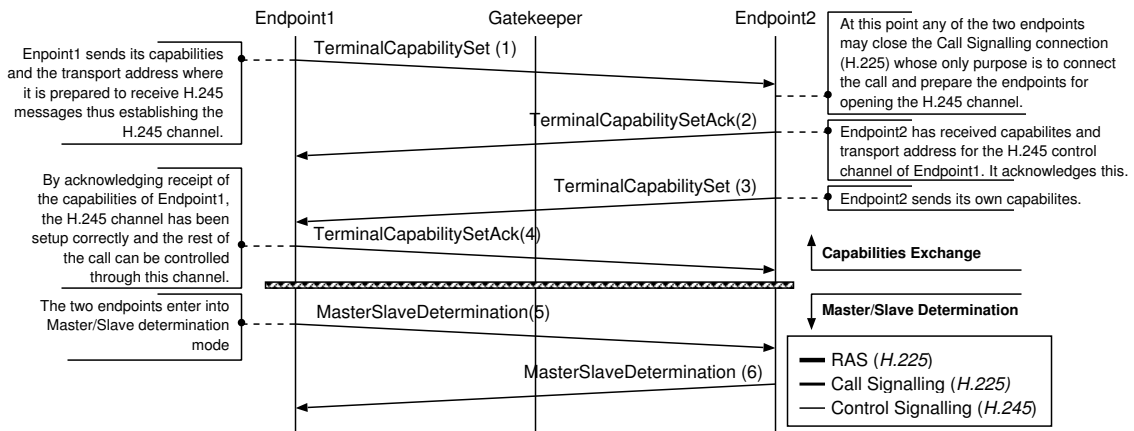 Endpoint1
Gatekeeper
Endpoint2
Enpoint1 sends its capabilities
and the transport address where
it is prepared to receive H.245
messages thus establishing the
H.245 channel.
TerminalCapabilitySet (1)
At this point any of the two endpoints
may close the Call Signalling connection
(H.225) whose only purpose is to connect
the call and prepare the endpoints for
opening the H.245 channel.
TerminalCapabilitySetAck(2)
Endpoint2 has received capabilites and
transport address for the H.245 control
channel of Endpoint1. It acknowledges this.
By acknowledging receipt of
the capabilities of Endpoint1,
the H.245 channel has been
setup correctly and the rest of
the call can be controlled
through this channel.
TerminalCapabilitySet (3)
Endpoint2 sends its own capabilites.
TerminalCapabilitySetAck(4)
Capabilities Exchange
The two endpoints enter into
Master/Slave determination
mode
MasterSlaveDetermination(5)
Master/Slave Determination
MasterSlaveDetermination (6)
RAS (H.225)
Call Signalling (H.225)
Control Signalling (H.245)